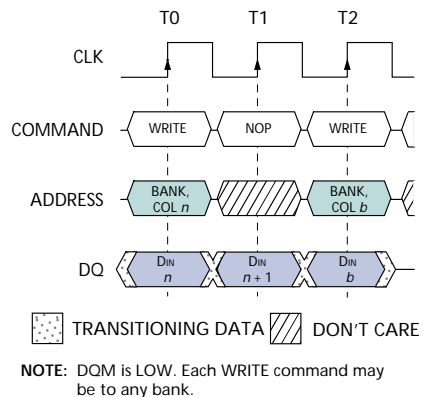 T0 T1 T2
CLK
COMMAND WRITE NOP WRITE
ADDRESS BANK, COL n BANK, COL b
DQ DIN n DIN n + 1 DIN b
TRANSITIONING DATA DON'T CARE
NOTE: DQM is LOW. Each WRITE command may
be to any bank.